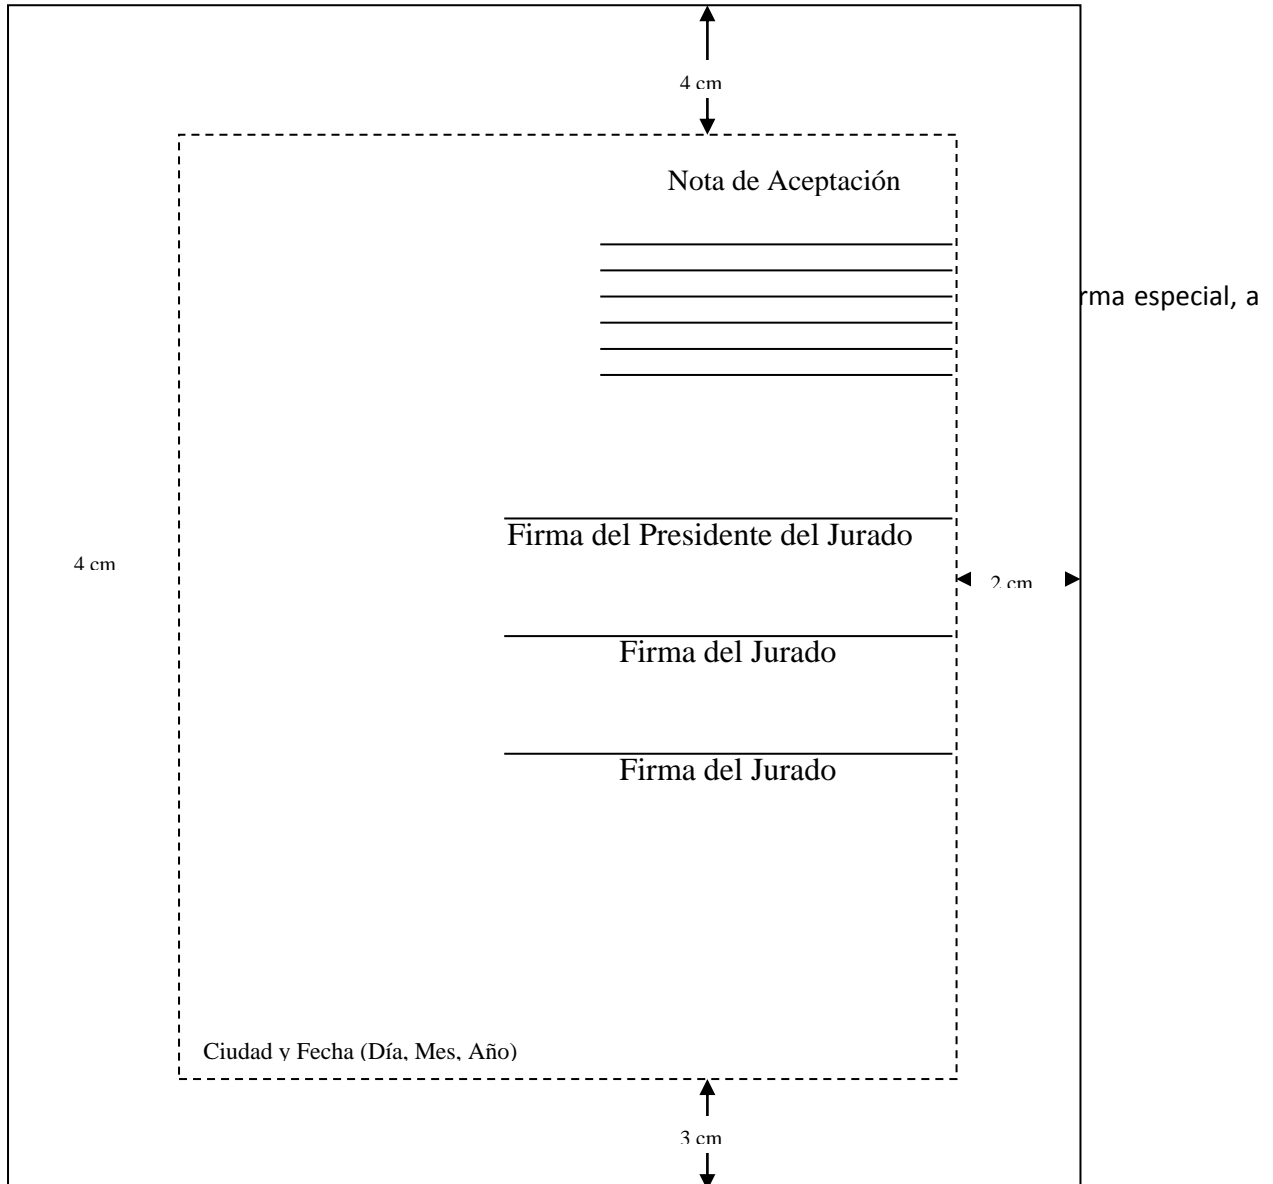 4 cm
Nota de Aceptación
rma especial, a
Firma del Presidente del Jurado
4 cm
2 cm
Firma del Jurado
Firma del Jurado
Ciudad y Fecha (Día, Mes, Año)
3 cm